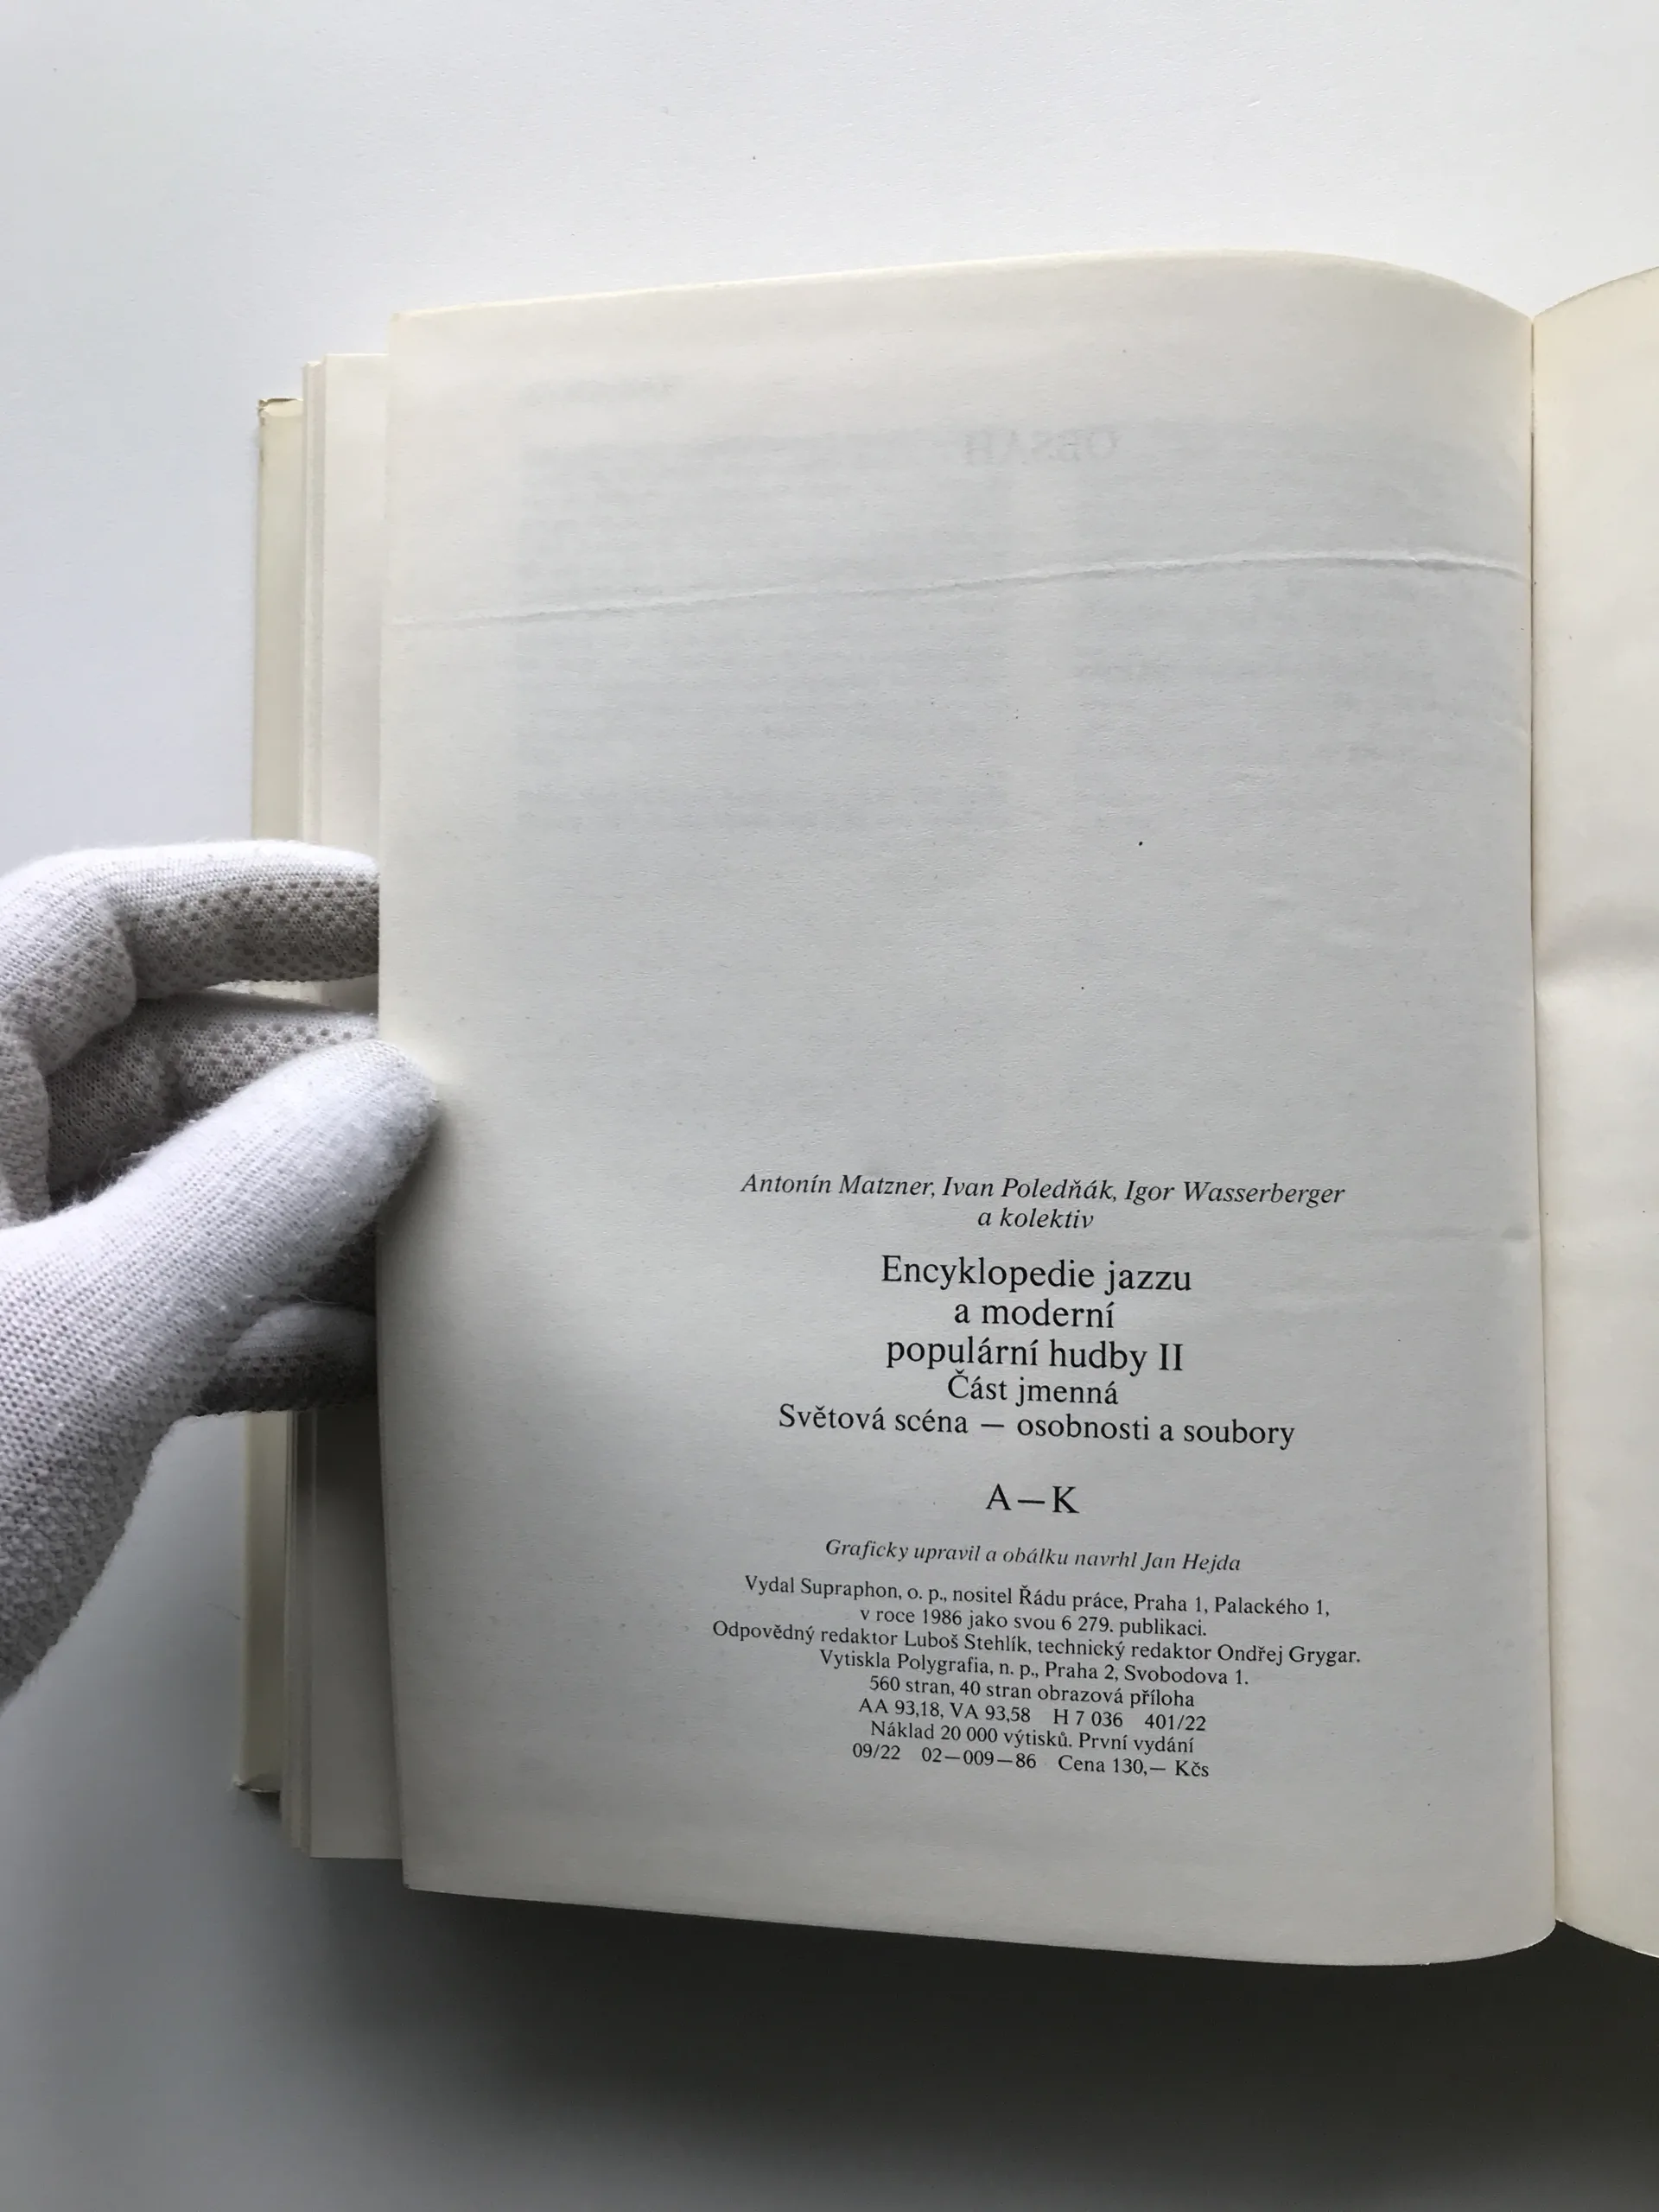 OBSAH
Antonín Matzner, Ivan Poledňák, Igor Wasserberger
a kolektiv
Encyklopedie jazzu
a moderní
populární hudby II
Část jmenná
Světová scéna — osobnosti a soubory
A—K
Graficky upravil a obálku navrhl Jan Hejda
Vydal Supraphon, o. p., nositel Řádu práce, Praha 1, Palackého 1,
v roce 1986 jako svou 6 279. publikaci.
Odpovědný redaktor Luboš Stehlík, technický redaktor Ondřej Grygar.
Vytiskla Polygrafia, n. p., Praha 2, Svobodova 1.
560 stran, 40 stran obrazová příloha
AA 93,18, VA 93,58 H 7 036 401/22
Náklad 20 000 výtisků. První vydání
09/22 02—009—86 Cena 130,— Kčs